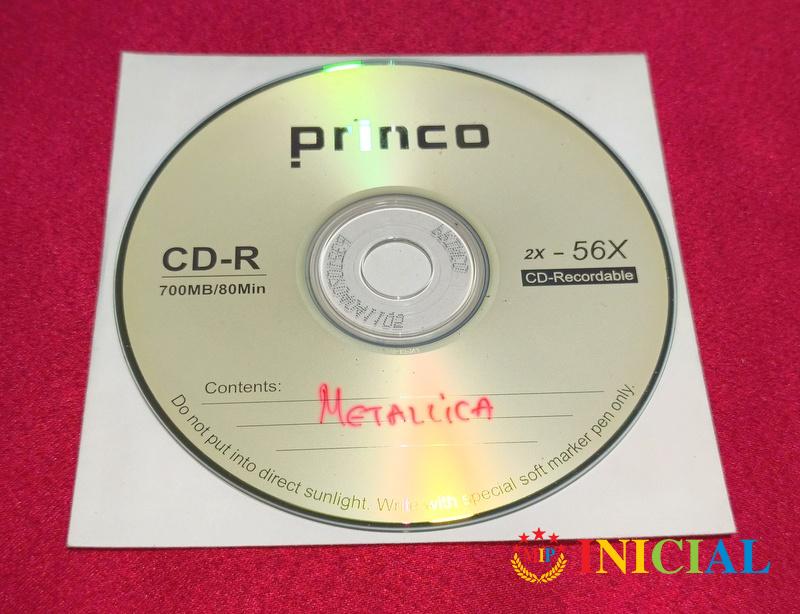 princo
CD-R
700MB/80Min
2X - 56X
CD-Recordable
Contents:
METALLiCA
Do not put into direct sunlight. Write with special soft marker pen only.
VIP INICIAL